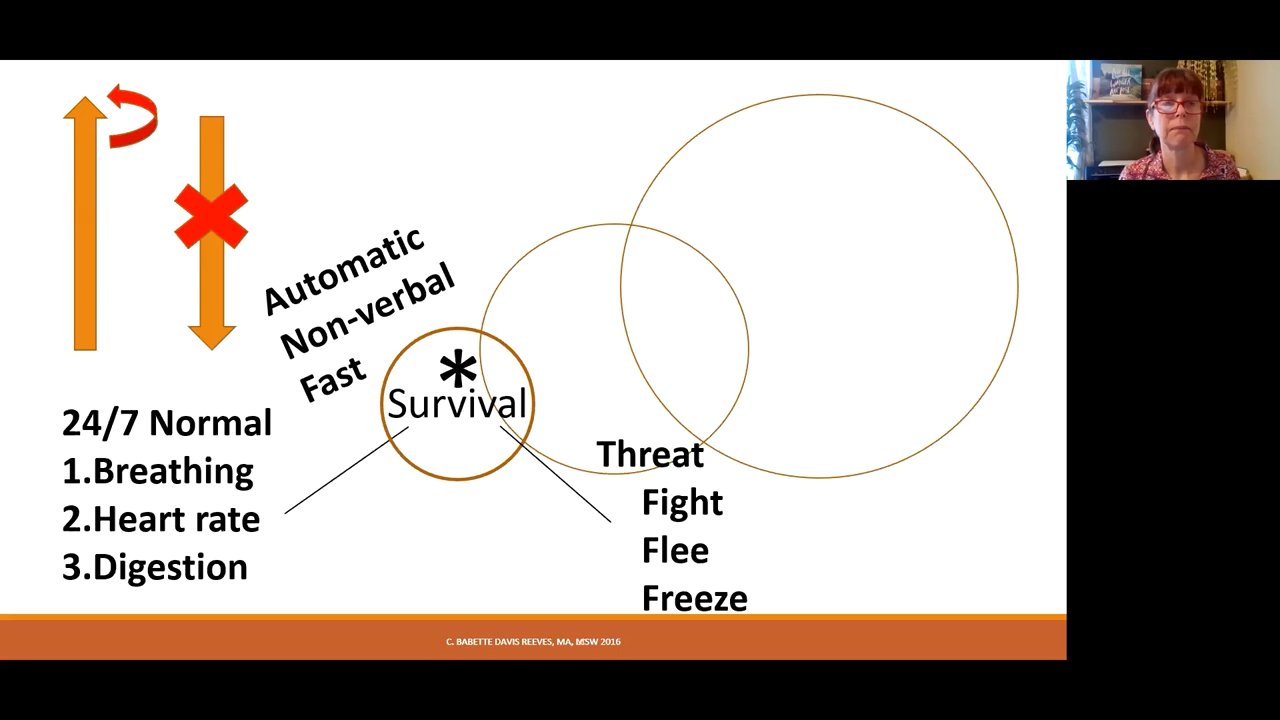 Automatic
Non-verbal
Fast
*
Survival
24/7 Normal
1.Breathing
2.Heart rate
3.Digestion
Threat
Fight
Flee
Freeze
C. BABETTE DAVIS REEVES, MA, MSW 2016